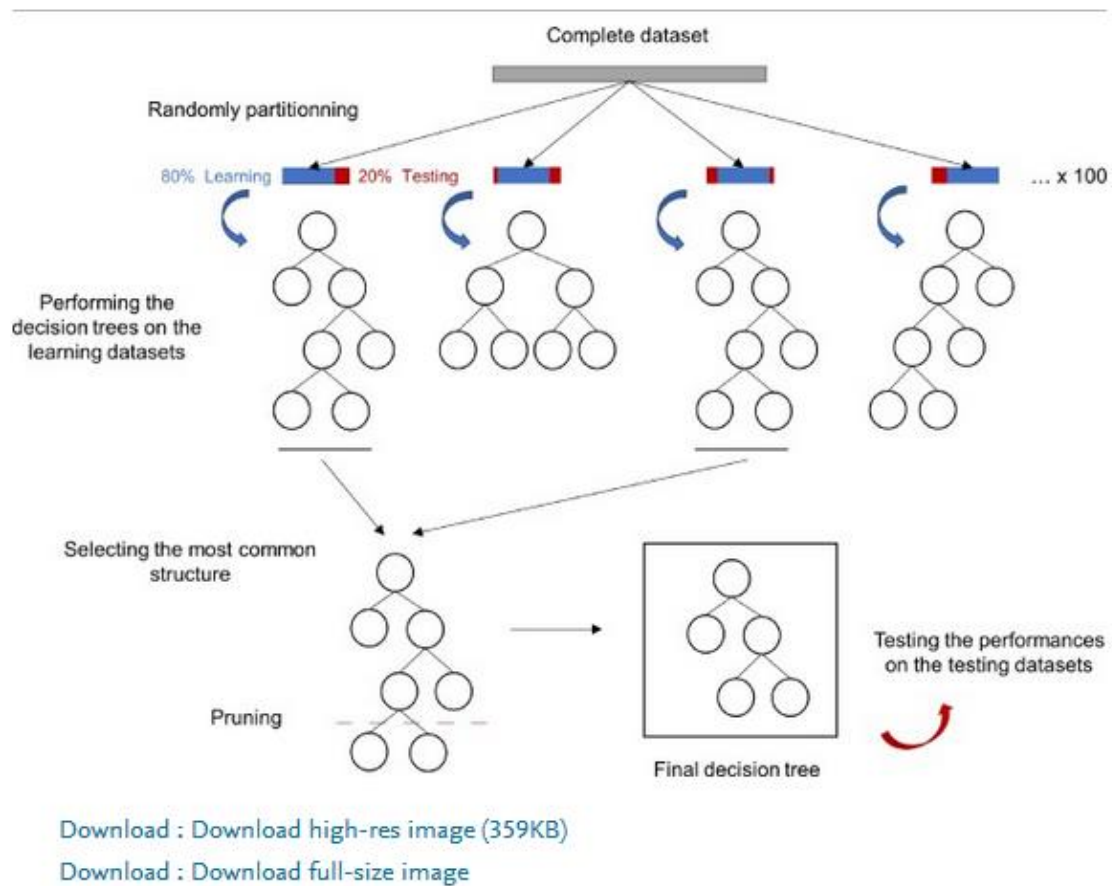 Complete dataset
Randomly partitionning
80% Learning
20% Testing
... x 100
Performing the
decision trees on the
learning datasets
Selecting the most common
structure
Pruning
Final decision tree
Testing the performances
on the testing datasets
Download : Download high-res image (359KB)
Download : Download full-size image